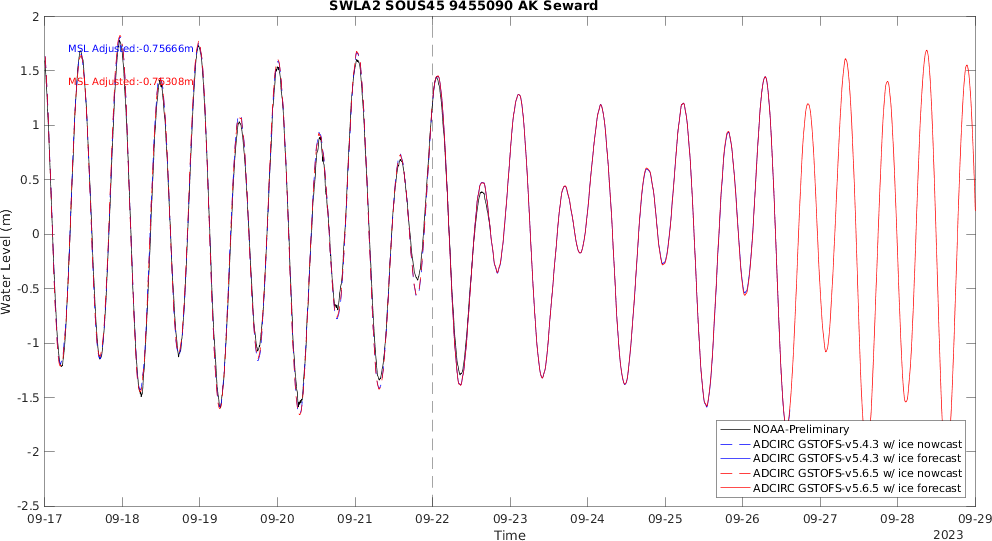 SWLA2 SOUS45 9455090 AK Seward
MSL Adjusted:-0.75666m
MSL Adjusted:-0.76308m
Water Level (m)
2
1.5
1
0.5
0
-0.5
-1
-1.5
-2
-2.5
NOAA-Preliminary
ADCIRC GSTOFS-v5.4.3 w/ ice nowcast
ADCIRC GSTOFS-v5.4.3 w/ ice forecast
ADCIRC GSTOFS-v5.6.5 w/ ice nowcast
ADCIRC GSTOFS-v5.6.5 w/ ice forecast
09-17 09-18 09-19 09-20 09-21 09-22 09-23 09-24 09-25 09-26 09-27 09-28 09-29
Time
2023